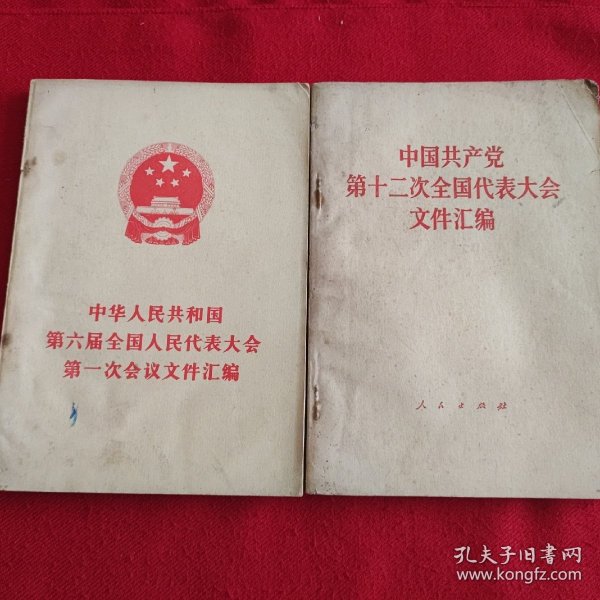 中华人民共和国
第六届全国人民代表大会
第一次会议文件汇编
中国共产党
第十二次全国代表大会
文件汇编
人民出版社
孔夫子旧书网
www.kongfz.com